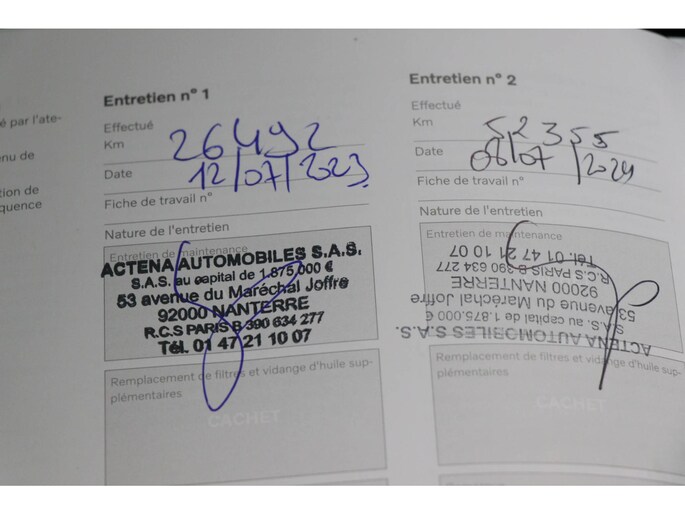 é par l'ate-
nu de
tion de
quence
Entretien n° 1
Effectué
Km 26492
Date 12/07/2023
Fiche de travail n°
Nature de l'entretien
Entretien de maintenance
ACTENA AUTOMOBILES S.A.S.
S.A.S. au capital de 1.875.000 €
53 avenue du Maréchal Joffre
92000 NANTERRE
R.C.S PARIS B 390 634 277
Tél. 01 47 21 10 07
Remplacement de filtres et vidange d'huile sup-
plémentaires
CACHET
Entretien n° 2
Effectué
Km 52355
Date 08/07/2024
Fiche de travail n°
Nature de l'entretien
Entretien de maintenance
ACTENA AUTOMOBILES S.A.S.
S.A.S. au capital de 1.875.000 €
53 avenue du Maréchal Joffre
92000 NANTERRE
R.C.S PARIS B 390 634 277
Tél. 01 47 21 10 07
Remplacement de filtres et vidange d'huile sup-
plémentaires
CACHET